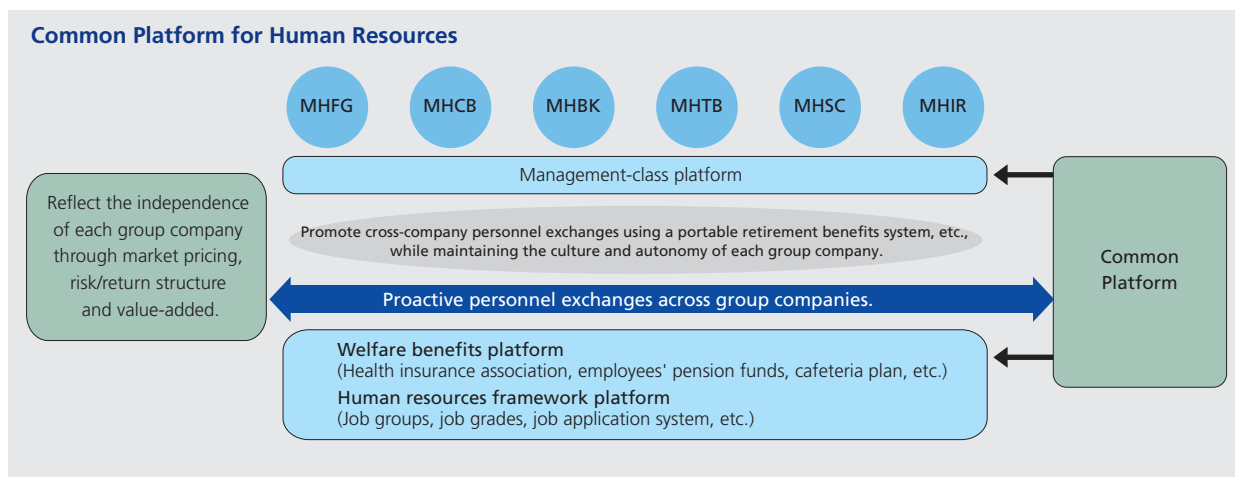 Common Platform for Human Resources
MHFG
MHCB
MHBK
MHTB
MHSC
MHIR
Management-class platform
Reflect the independence
of each group company
through market pricing,
risk/return structure
and value-added.
Promote cross-company personnel exchanges using a portable retirement benefits system, etc.,
while maintaining the culture and autonomy of each group company.
Proactive personnel exchanges across group companies.
Common
Platform
Welfare benefits platform
(Health insurance association, employees' pension funds, cafeteria plan, etc.)
Human resources framework platform
(Job groups, job grades, job application system, etc.)